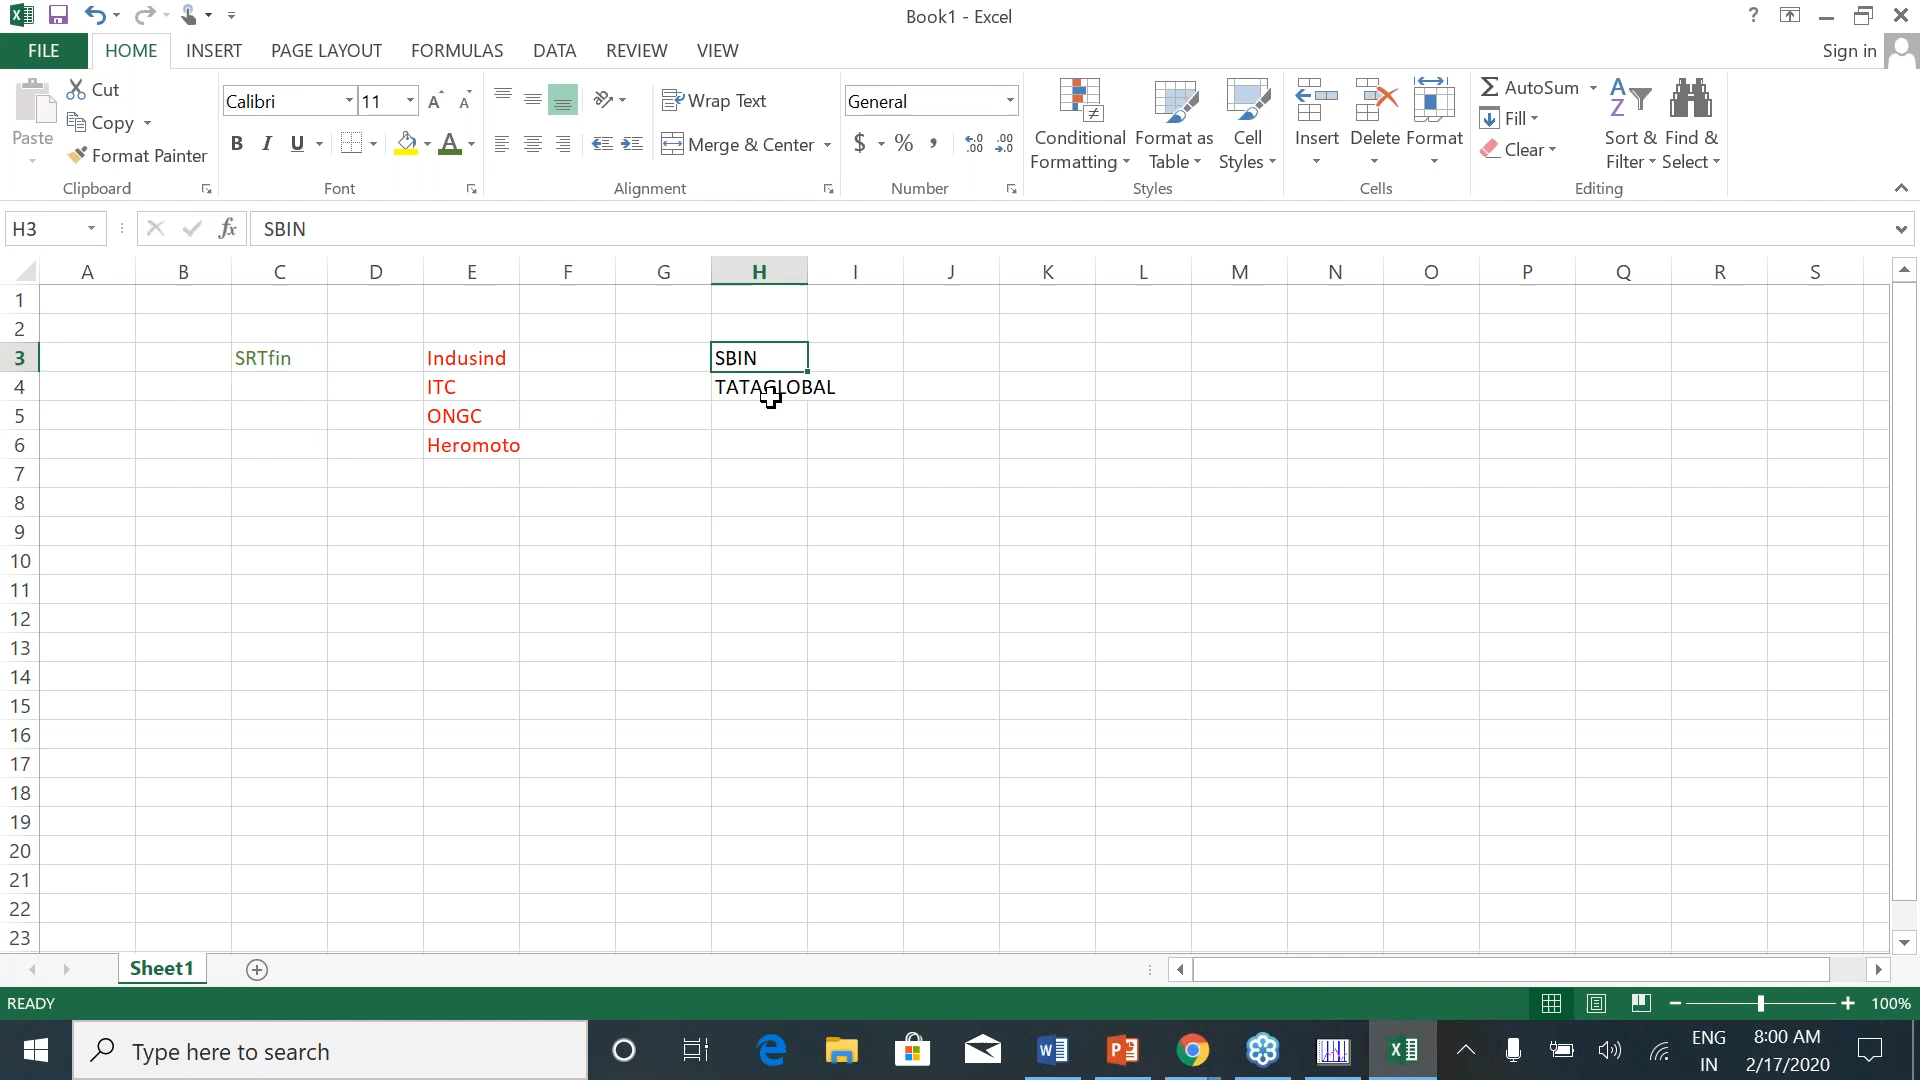 Book1 - Excel
FILE HOME INSERT PAGE LAYOUT FORMULAS DATA REVIEW VIEW Sign in
Paste
Cut
Copy
Format Painter
Clipboard
Calibri 11
B I U A
Font
Wrap Text
Merge & Center
Alignment
General
$ % , .00 .00
Number
Conditional Formatting
Format as Table
Cell Styles
Styles
Insert Delete Format
Cells
AutoSum
Fill
Clear
Sort & Filter
Find & Select
Editing
H3 fx SBIN
A B C D E F G H I J K L M N O P Q R S
1
2
3 SRTfin Indusind SBIN
4 ITC TATAGLOBAL
5 ONGC
6 Heromoto
7
8
9
10
11
12
13
14
15
16
17
18
19
20
21
22
23
Sheet1
READY 100%
Type here to search
ENG
IN
8:00 AM
2/17/2020